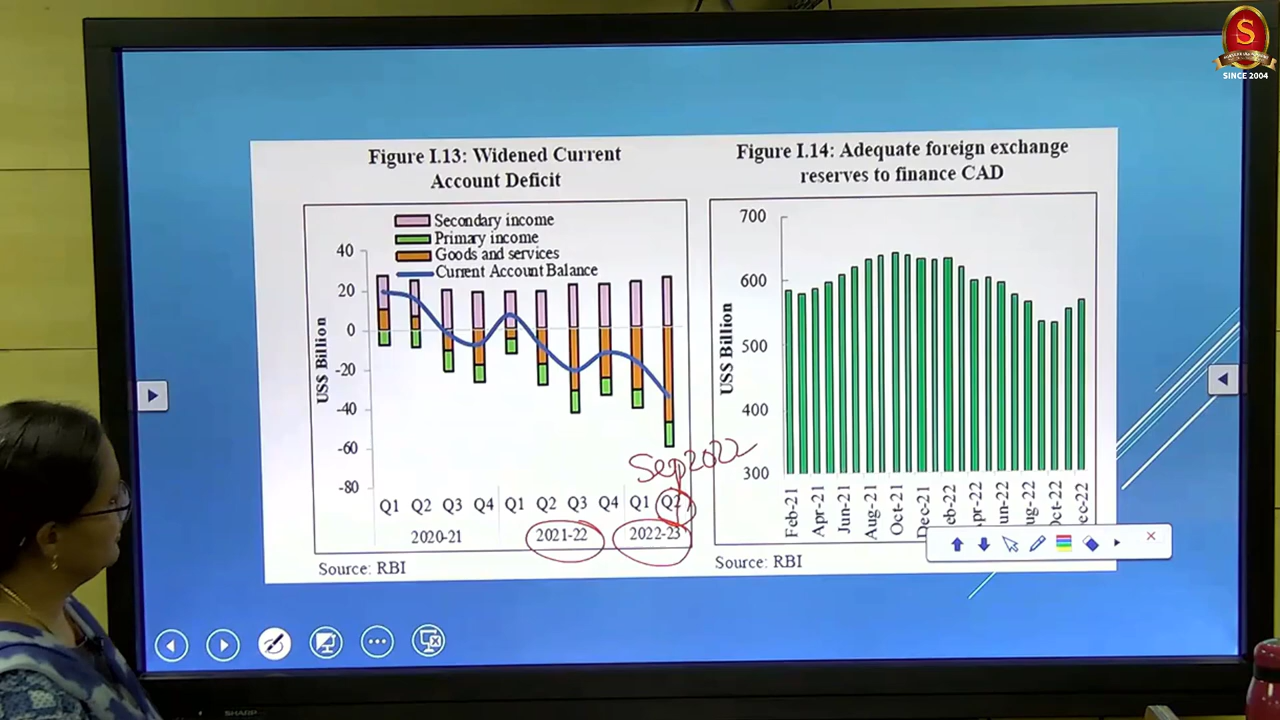 S
SINCE 2004
Figure I.13: Widened Current
Account Deficit
Secondary income
Primary income
Goods and services
Current Account Balance
US$ Billion
40
20
0
-20
-40
-60
-80
Sep 2022
Q1 Q2 Q3 Q4 Q1 Q2 Q3 Q4 Q1 Q2
2020-21 2021-22 2022-23
Source: RBI
Figure I.14: Adequate foreign exchange
reserves to finance CAD
US$ Billion
700
600
500
400
300
Feb-21 Apr-21 Jun-21 Aug-21 Oct-21 Dec-21 Feb-22 Apr-22 Jun-22 Aug-22 Oct-22 Dec-22
Source: RBI
SHARP